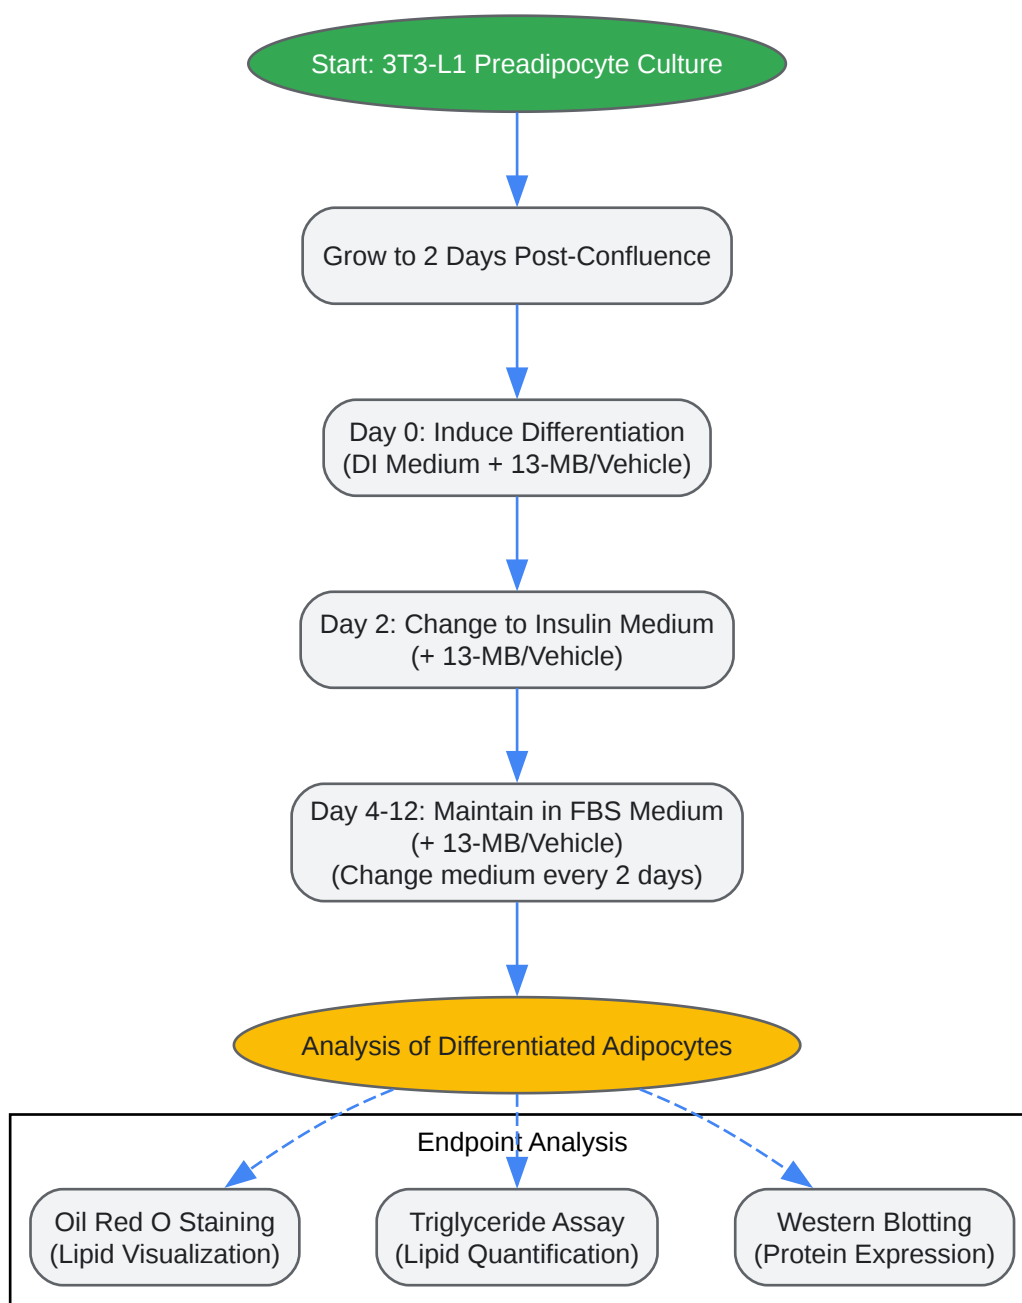 Start: 3T3-L1 Preadipocyte Culture
Grow to 2 Days Post-Confluence
Day 0: Induce Differentiation
(DI Medium + 13-MB/Vehicle)
Day 2: Change to Insulin Medium
(+ 13-MB/Vehicle)
Day 4-12: Maintain in FBS Medium
(+ 13-MB/Vehicle)
(Change medium every 2 days)
Analysis of Differentiated Adipocytes
Endpoint Analysis
Oil Red O Staining
(Lipid Visualization)
Triglyceride Assay
(Lipid Quantification)
Western Blotting
(Protein Expression)